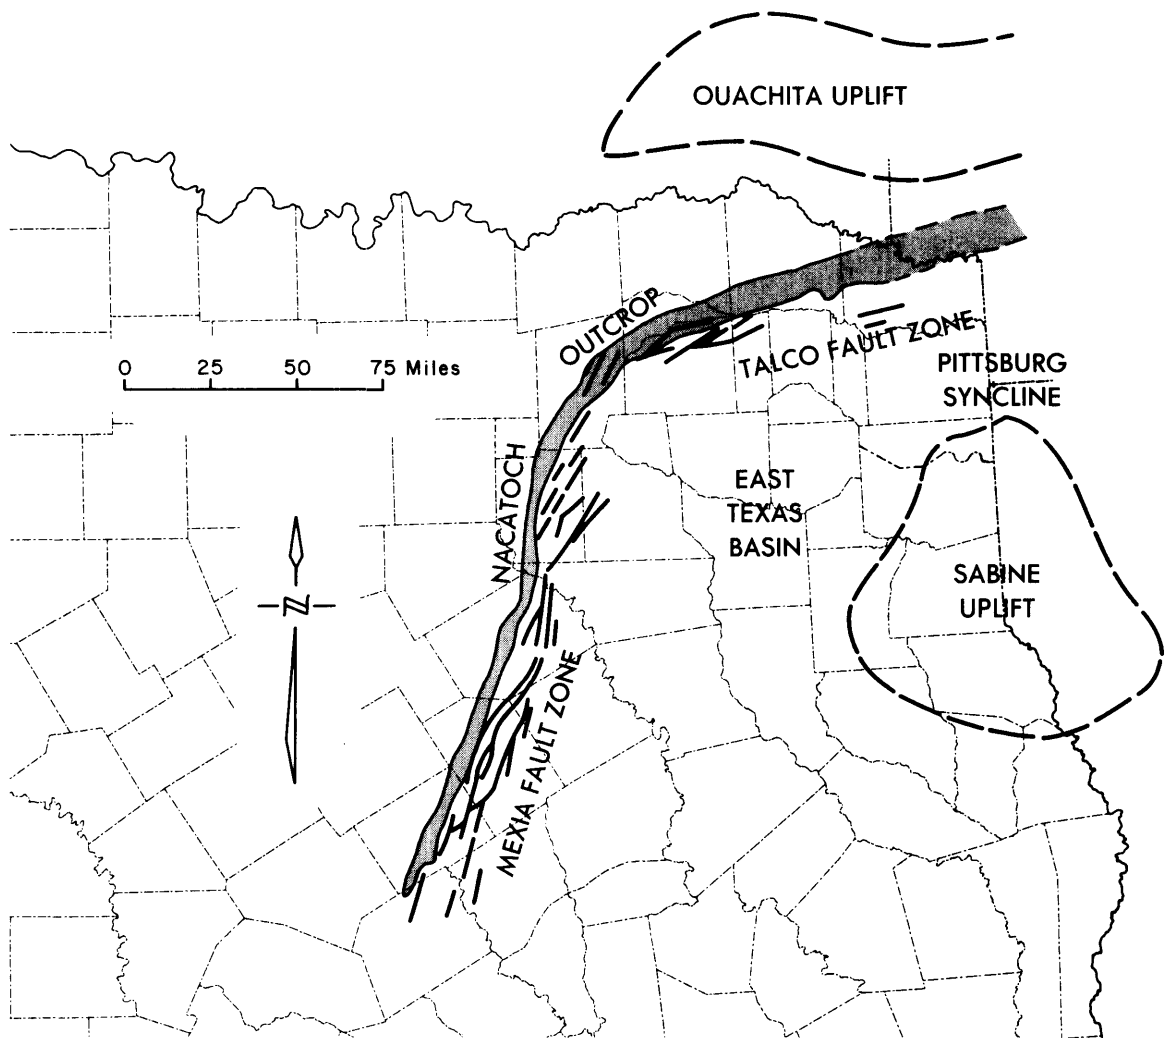 OUACHITA UPLIFT
OUTCROP
TALCO FAULT ZONE
0 25 50 75 Miles
PITTSBURG
SYNCLINE
NACATOCH
EAST
TEXAS
BASIN
SABINE
UPLIFT
N
MEXIA FAULT ZONE